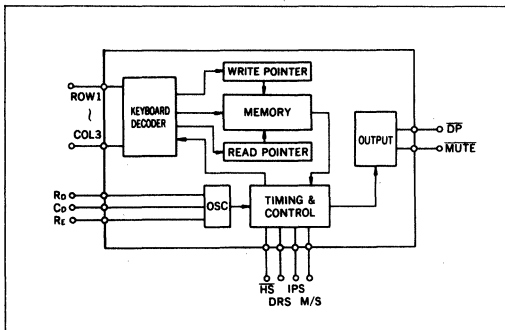 WRITE POINTER
ROW1
KEYBOARD
DECODER
MEMORY
~
OUTPUT
DP
COL3
MUTE
READ POINTER
RD
CD
RE
OSC
TIMING &
CONTROL
HS IPS
DRS M/S